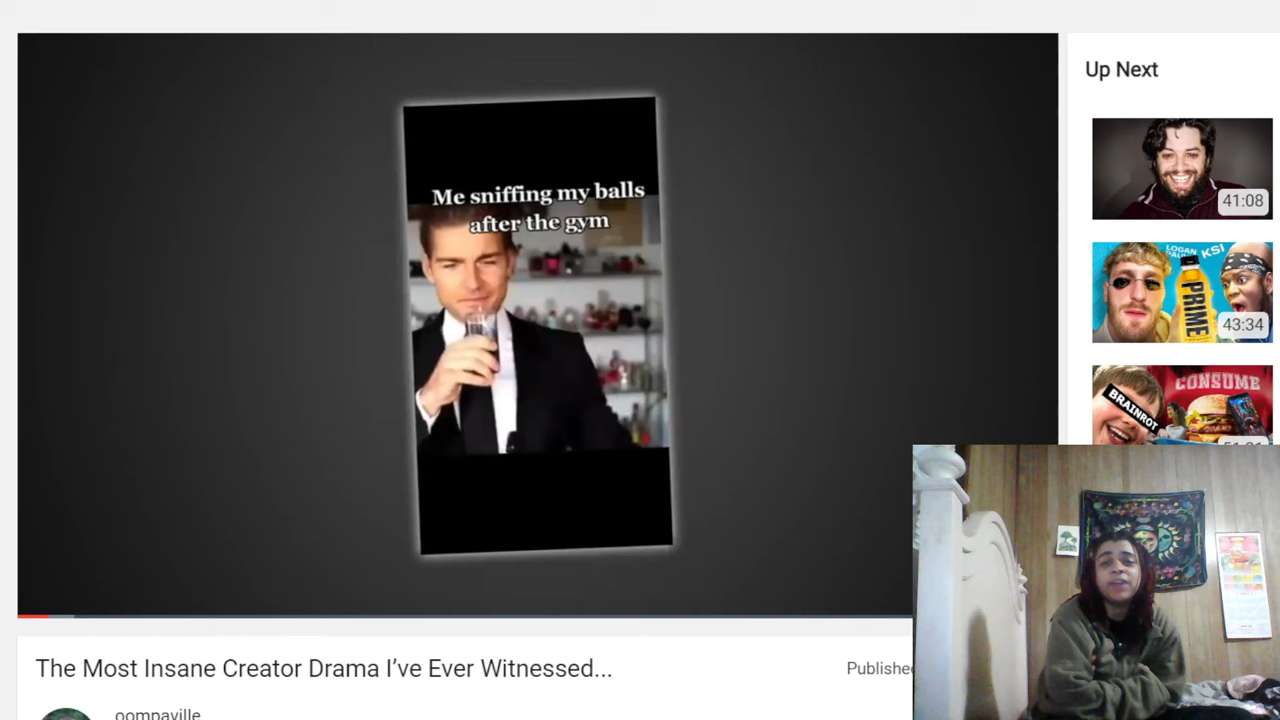 Up Next
Me sniffing my balls
after the gym
41:08
LOGAN
PAUL
KSI
PRIME
43:34
CONSUME
BRAINROT
The Most Insane Creator Drama I’ve Ever Witnessed...
Published
oompaville